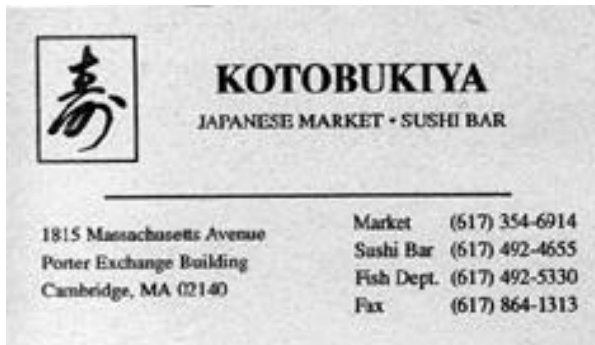 寿
KOTOBUKIYA
JAPANESE MARKET • SUSHI BAR
1815 Massachusetts Avenue
Porter Exchange Building
Cambridge, MA 02140
Market (617) 354-6914
Sushi Bar (617) 492-4655
Fish Dept. (617) 492-5330
Fax (617) 864-1313